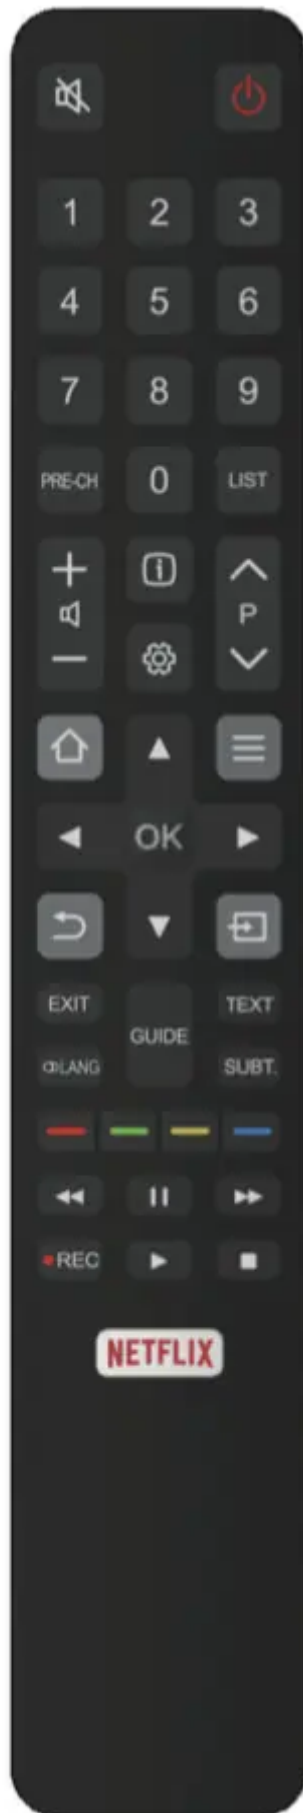 1 2 3
4 5 6
7 8 9
PRE-CH 0 LIST
P
OK
EXIT TEXT
GUIDE
LANG SUBT.
REC
NETFLIX